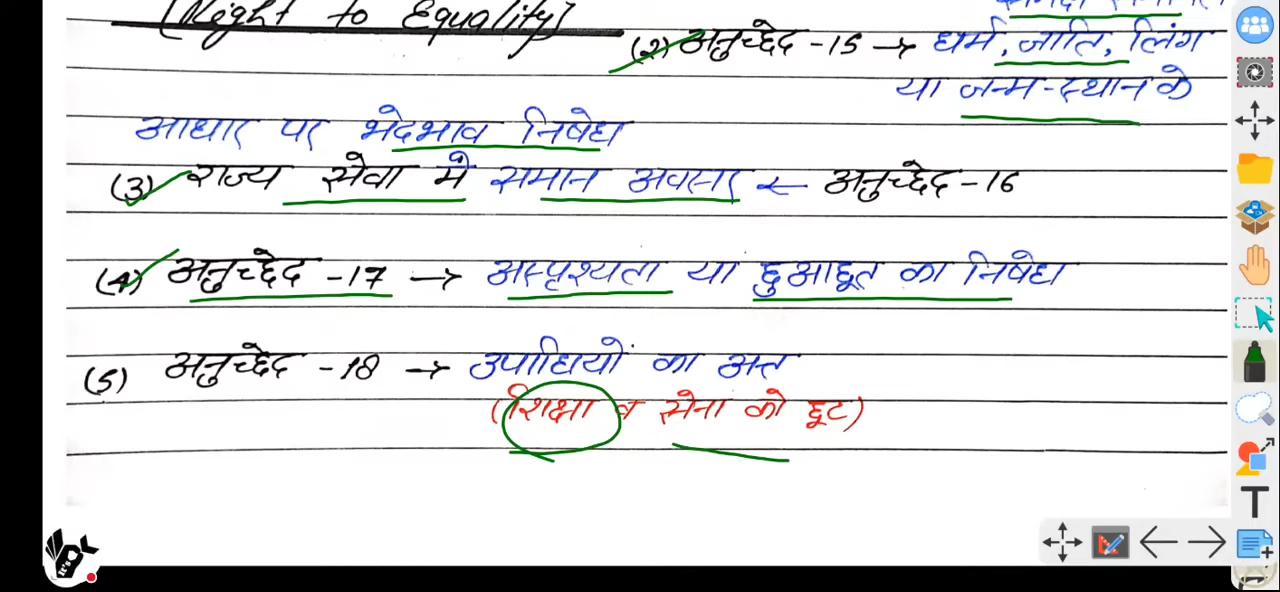 (Right to Equality)
(2) अनुच्छेद -15 → धर्म, जाति, लिंग
या जन्म-स्थान के
आधार पर भेदभाव निषेध
(3) राज्य सेवा में समान अवसर ← अनुच्छेद -16
(4) अनुच्छेद -17 → अस्पृश्यता या छुआछूत का निषेध
(5) अनुच्छेद -18 → उपाधियों का अन्त
(शिक्षा व सेना को छूट)
T